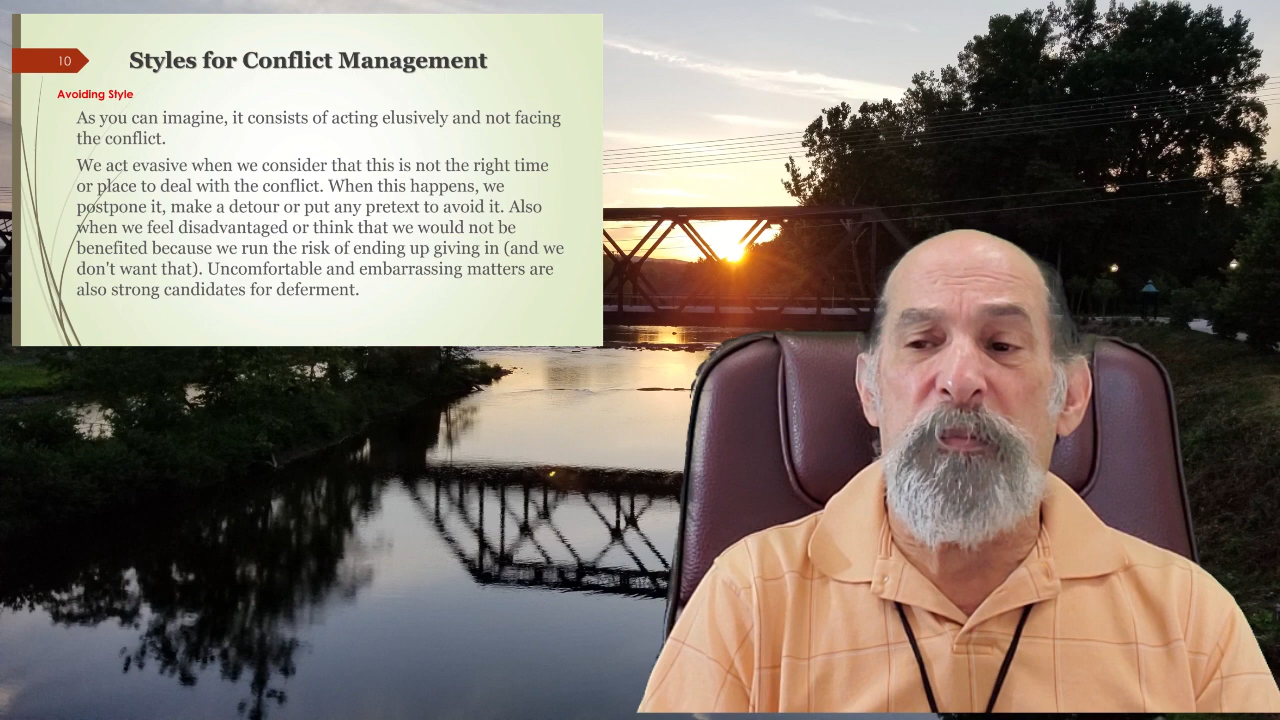 10
Styles for Conflict Management
Avoiding Style
As you can imagine, it consists of acting elusively and not facing
the conflict.
We act evasive when we consider that this is not the right time
or place to deal with the conflict. When this happens, we
postpone it, make a detour or put any pretext to avoid it. Also
when we feel disadvantaged or think that we would not be
benefited because we run the risk of ending up giving in (and we
don't want that). Uncomfortable and embarrassing matters are
also strong candidates for deferment.